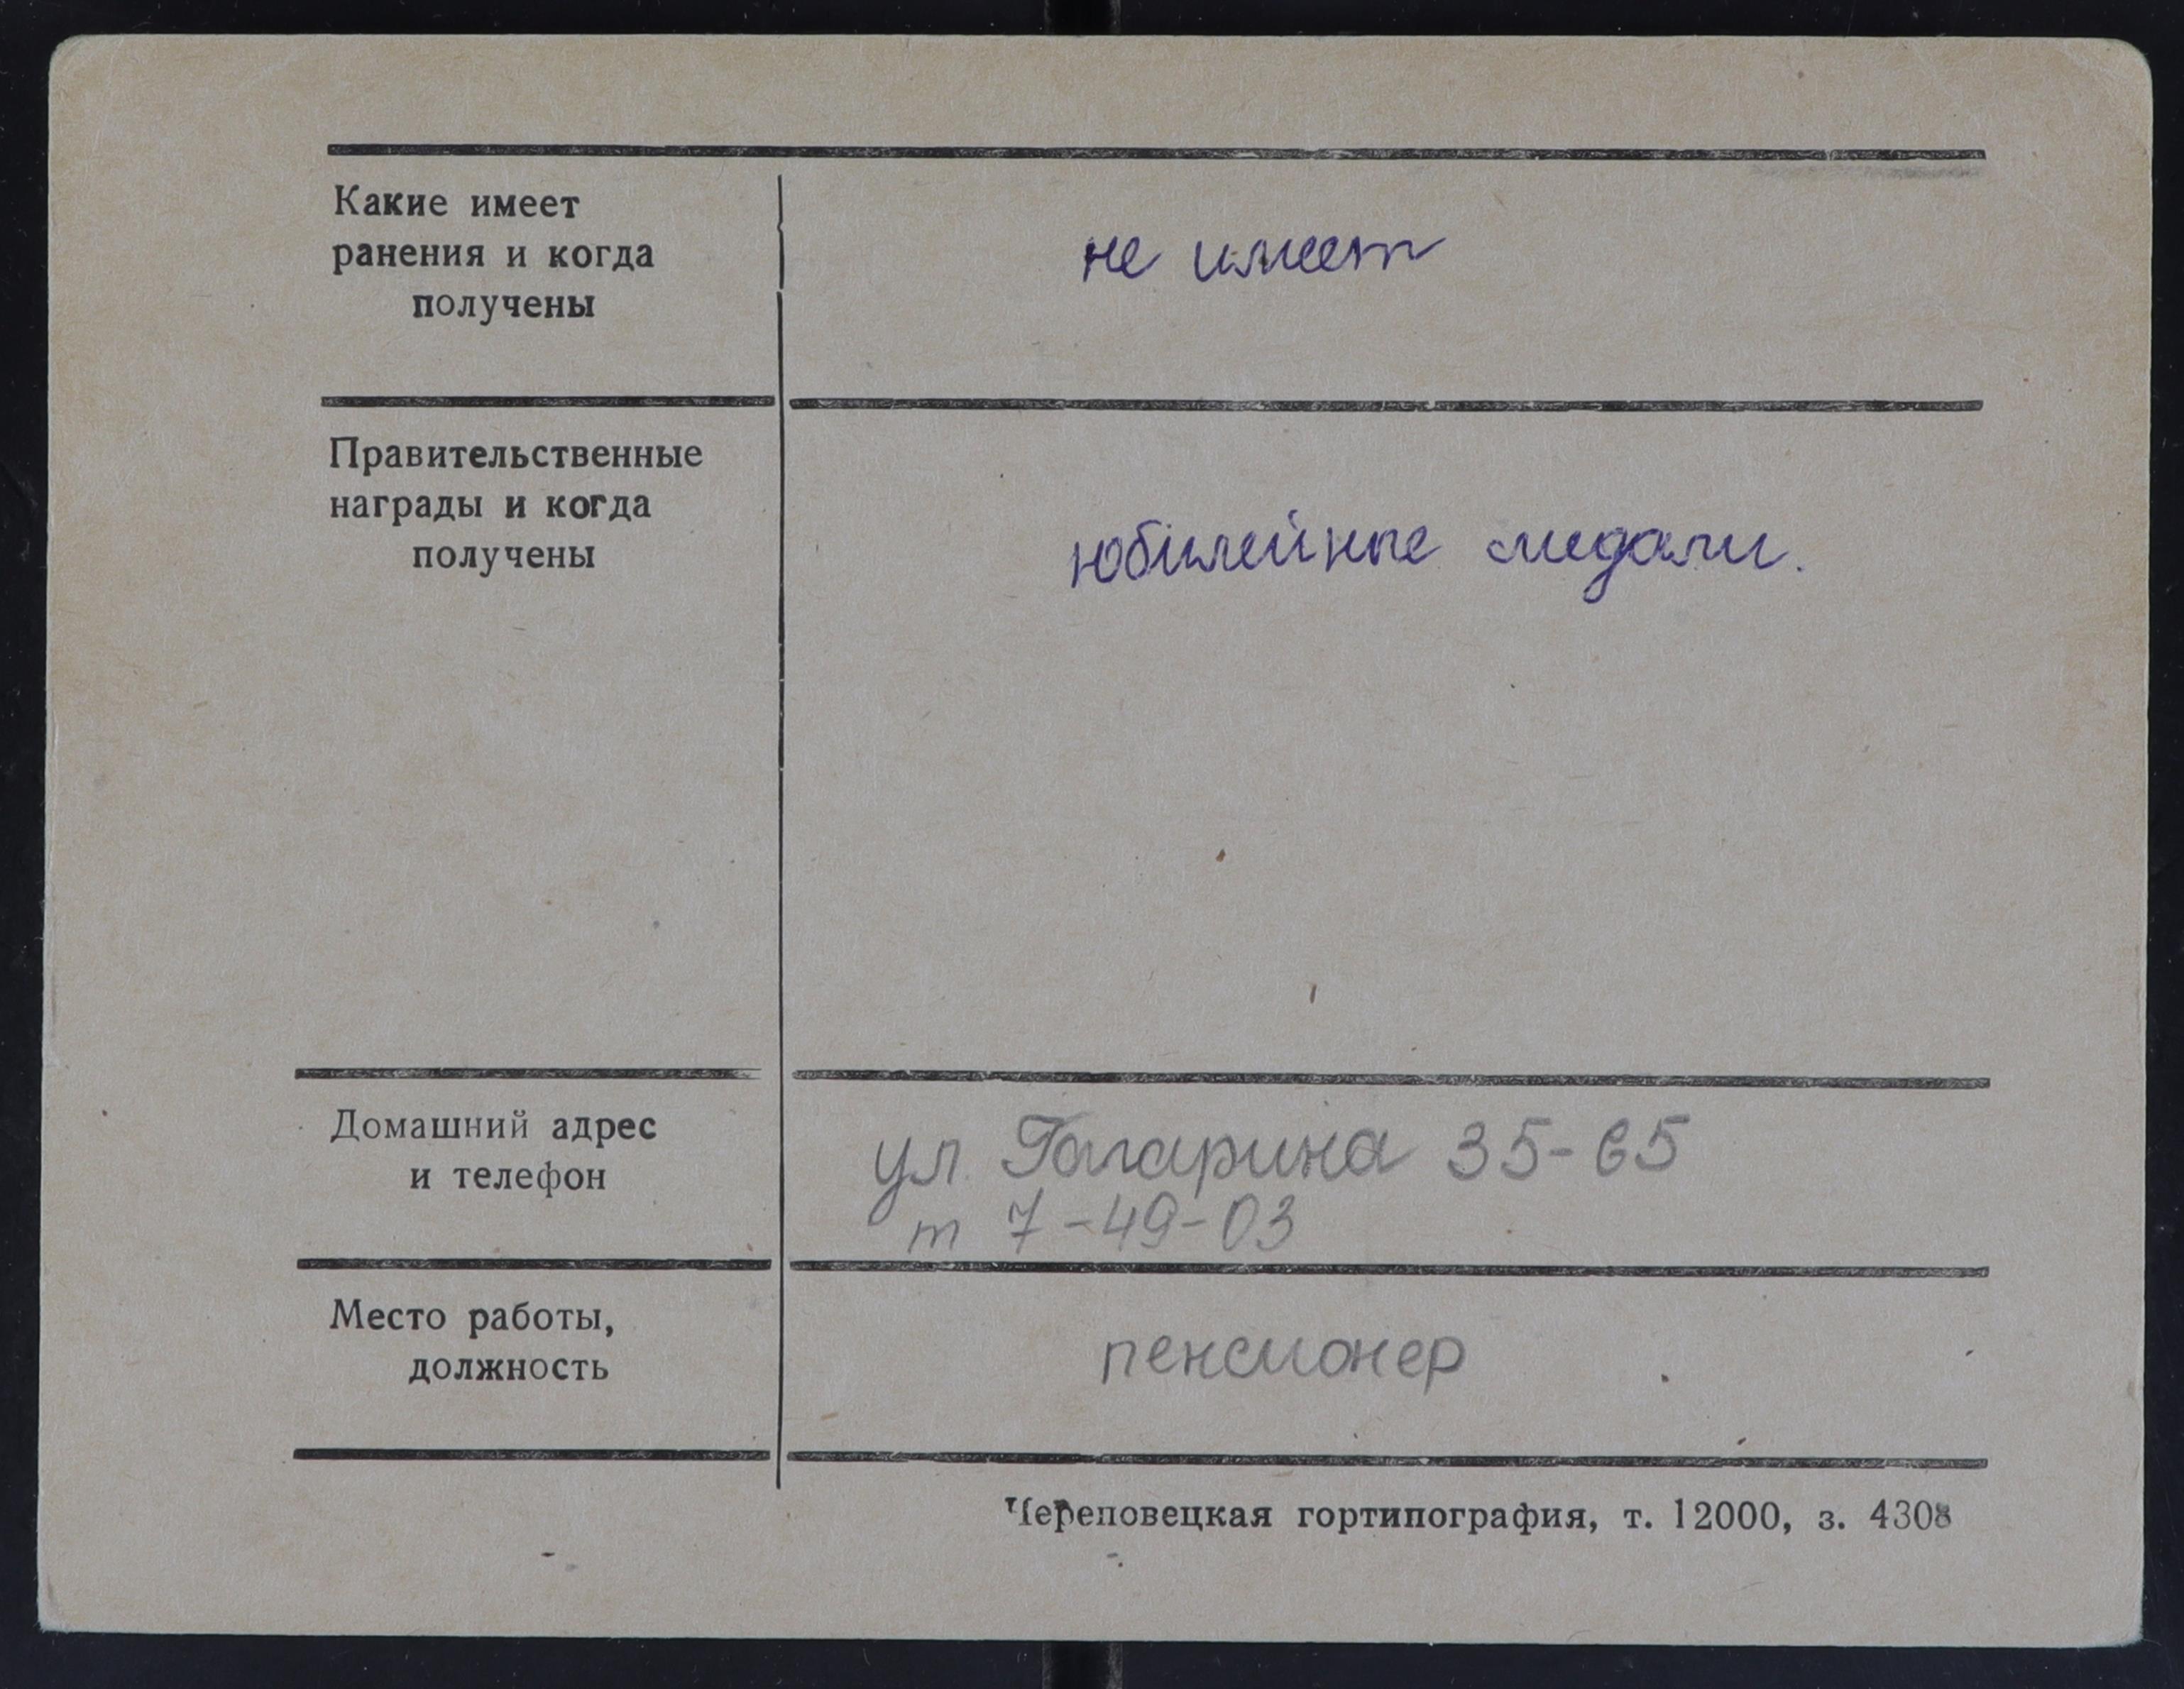 Какие имеет
ранения и когда
получены
не имеет
Правительственные
награды и когда
получены
юбилейные медали.
Домашний адрес
и телефон
ул. Гагарина 35-65
т 7-49-03
Место работы,
должность
пенсионер
Череповецкая гортипография, т. 12000, з. 4308